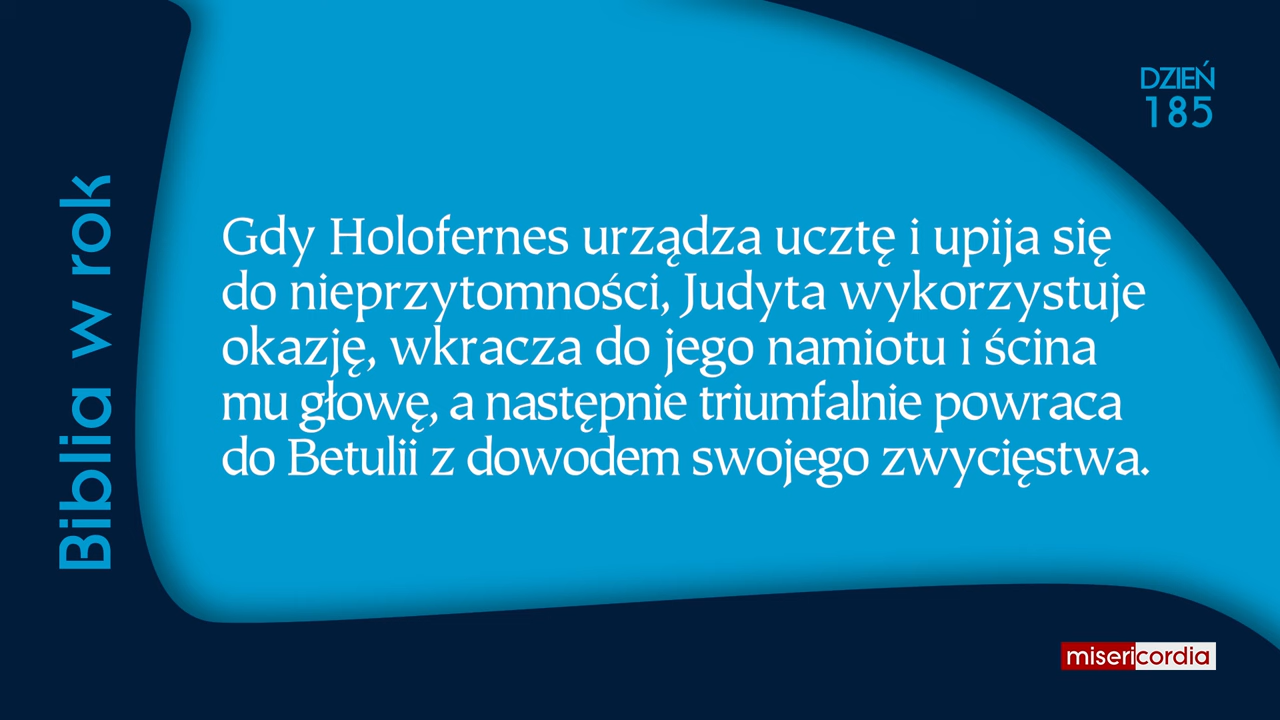 Biblia w rok
DZIEŃ
185
Gdy Holofernes urządza ucztę i upija się
do nieprzytomności, Judyta wykorzystuje
okazję, wkracza do jego namiotu i ścina
mu głowę, a następnie triumfalnie powraca
do Betulii z dowodem swojego zwycięstwa.
misericordia